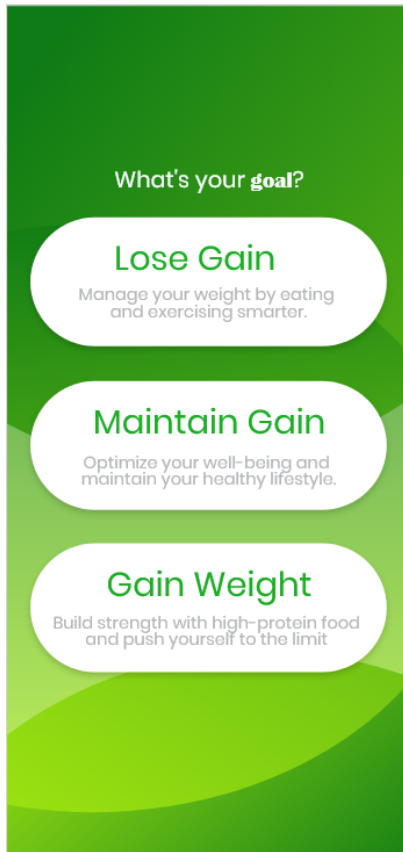 What's your goal?
Lose Gain
Manage your weight by eating
and exercising smarter.
Maintain Gain
Optimize your well-being and
maintain your healthy lifestyle.
Gain Weight
Build strength with high-protein food
and push yourself to the limit